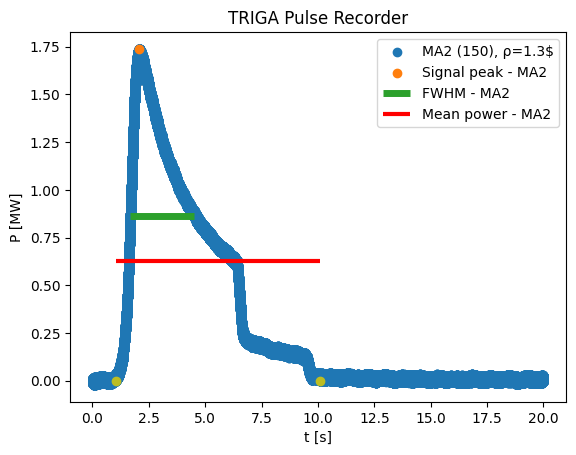 TRIGA Pulse Recorder
MA2 (150), ρ=1.3$
Signal peak - MA2
FWHM - MA2
Mean power - MA2
P [MW]
1.75
1.50
1.25
1.00
0.75
0.50
0.25
0.00
0.0 2.5 5.0 7.5 10.0 12.5 15.0 17.5 20.0
t [s]